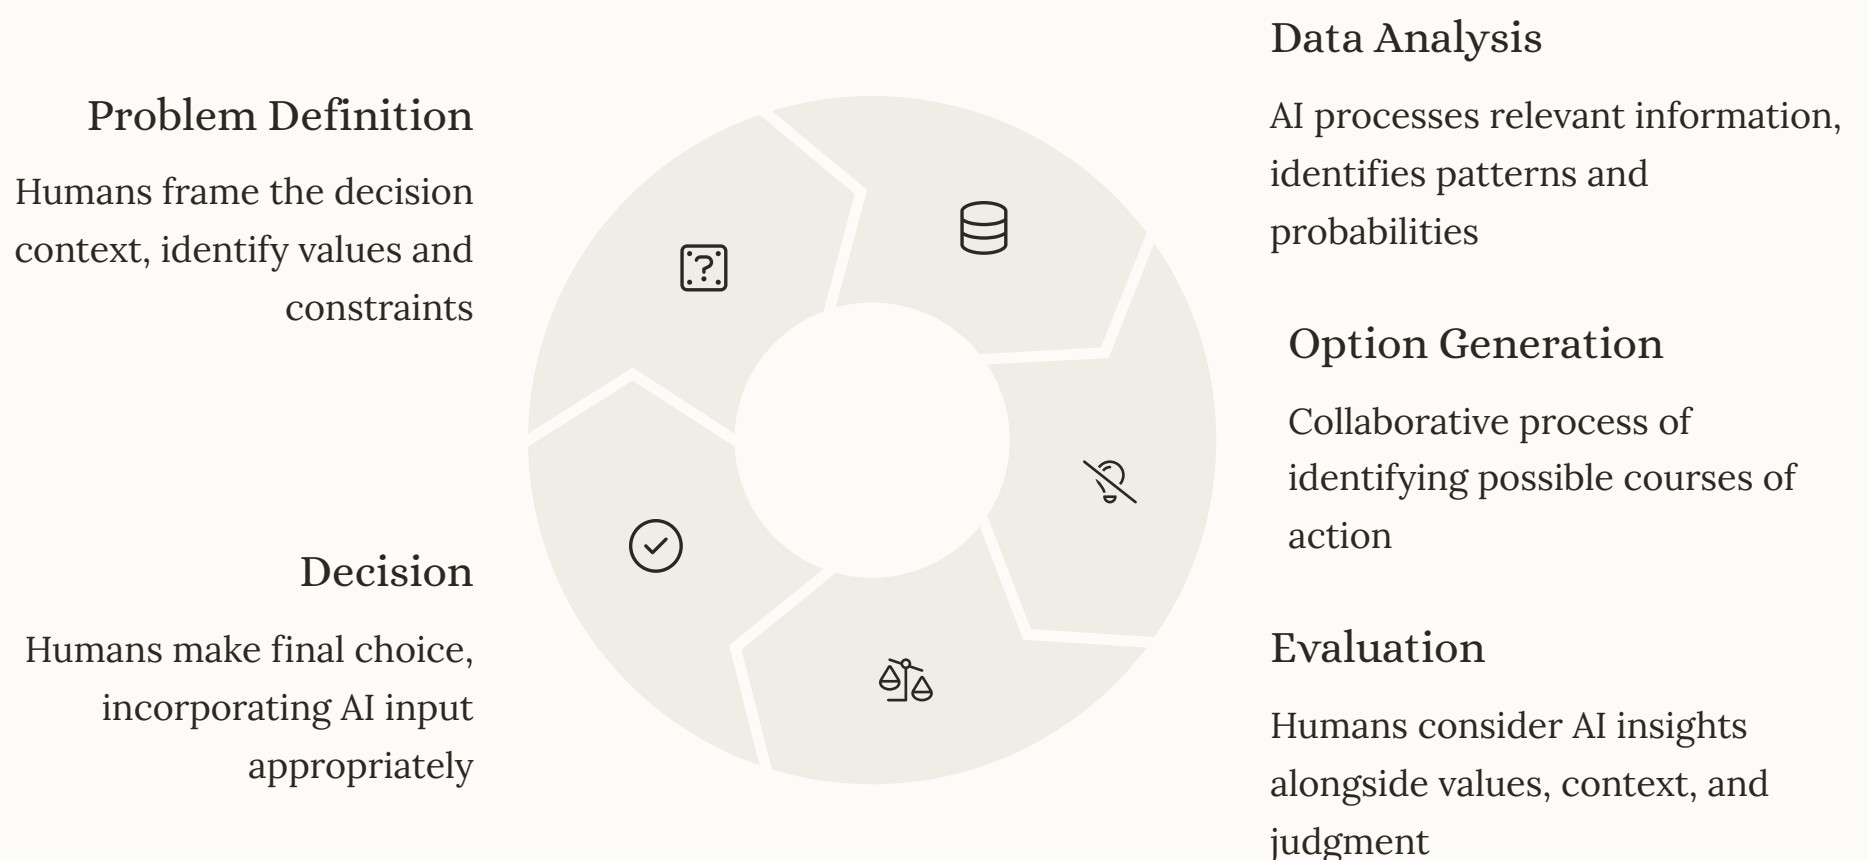 Problem Definition
Humans frame the decision
context, identify values and
constraints
Data Analysis
AI processes relevant information,
identifies patterns and
probabilities
Option Generation
Collaborative process of
identifying possible courses of
action
Evaluation
Humans consider AI insights
alongside values, context, and
judgment
Decision
Humans make final choice,
incorporating AI input
appropriately
?